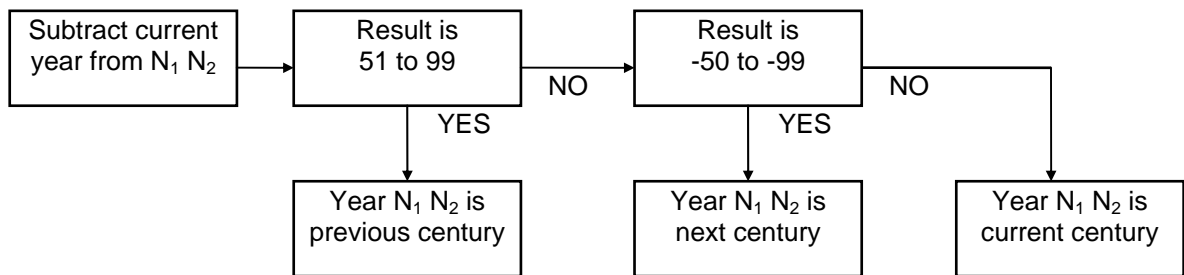 Subtract current
year from N₁ N₂
Result is
51 to 99
NO
YES
Result is
-50 to -99
NO
YES
Year N₁ N₂ is
previous century
Year N₁ N₂ is
next century
Year N₁ N₂ is
current century